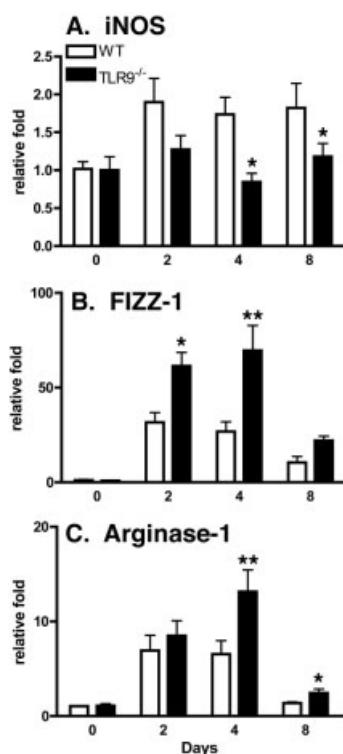 A. iNOS
WT
TLR9-/-
relative fold
2.5
2.0
1.5
1.0
0.5
0.0
*
*
0 2 4 8
B. FIZZ-1
relative fold
100
50
0
*
**
0 2 4 8
C. Arginase-1
relative fold
20
10
0
**
*
0 2 4 8
Days